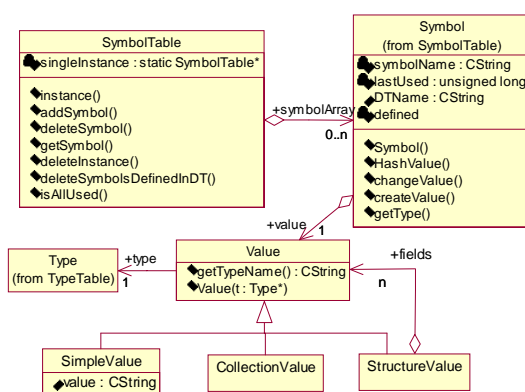 SymbolTable
singleInstance : static SymbolTable*
instance()
addSymbol()
deleteSymbol()
getSymbol()
deleteInstance()
deleteSymbolsDefinedInDT()
isAllUsed()
+symbolArray
0..n
Symbol
(from SymbolTable)
symbolName : CString
lastUsed : unsigned long
DTName : CString
defined
Symbol()
HashValue()
changeValue()
createValue()
getType()
+value
1
Type
(from TypeTable)
+type
1
Value
getTypeName() : CString
Value(t : Type*)
+fields
n
SimpleValue
value : CString
CollectionValue
StructureValue